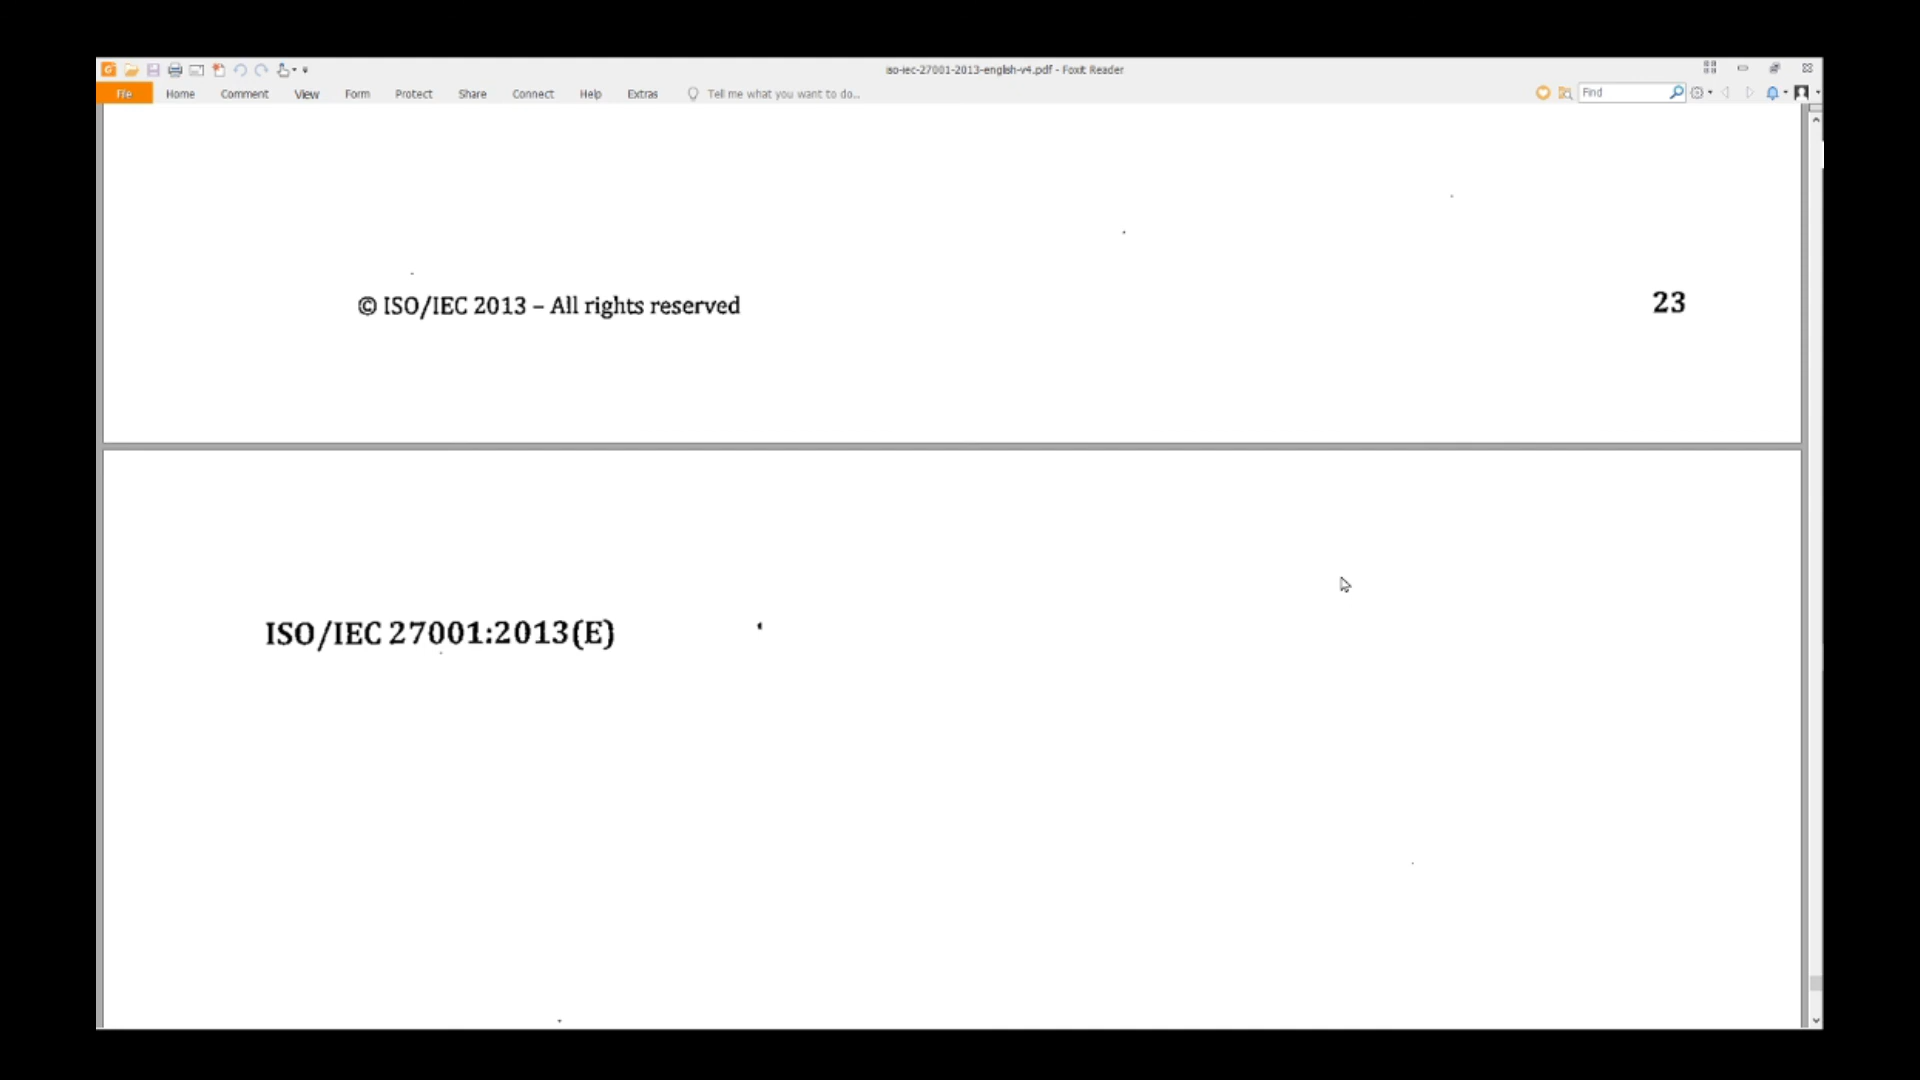 iso-iec-27001-2013-english-v4.pdf - Foxit Reader
File Home Comment View Form Protect Share Connect Help Extras Tell me what you want to do... Find
© ISO/IEC 2013 – All rights reserved 23
ISO/IEC 27001:2013(E)